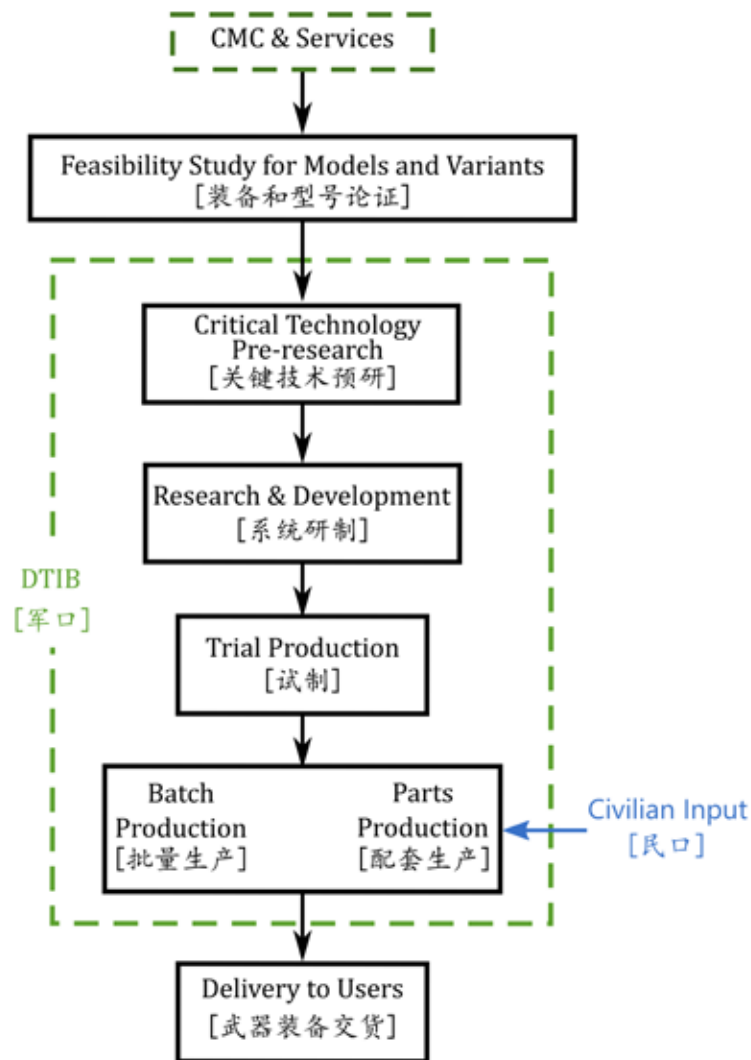 CMC & Services
Feasibility Study for Models and Variants
[装备和型号论证]
Critical Technology
Pre-research
[关键技术预研]
Research & Development
[系统研制]
DTIB
[军口]
Trial Production
[试制]
Batch
Production
[批量生产]
Parts
Production
[配套生产]
Civilian Input
[民口]
Delivery to Users
[武器装备交货]